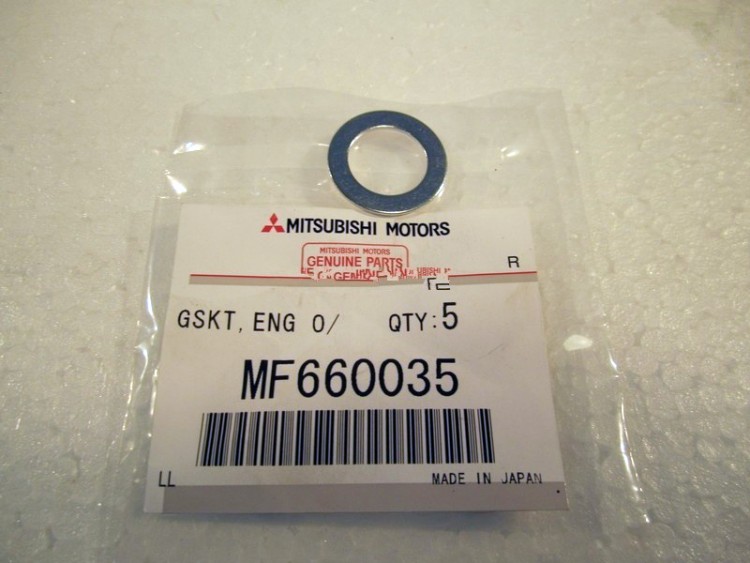 MITSUBISHI MOTORS
MITSUBISHI MOTORS
GENUINE PARTS
R
GSKT, ENG O/ QTY:5
MF660035
LL MADE IN JAPAN